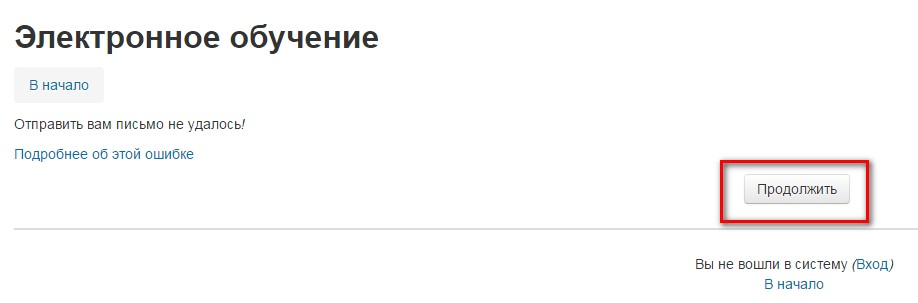 Электронное обучение
В начало
Отправить вам письмо не удалось!
Подробнее об этой ошибке
Продолжить
Вы не вошли в систему (Вход)
В начало